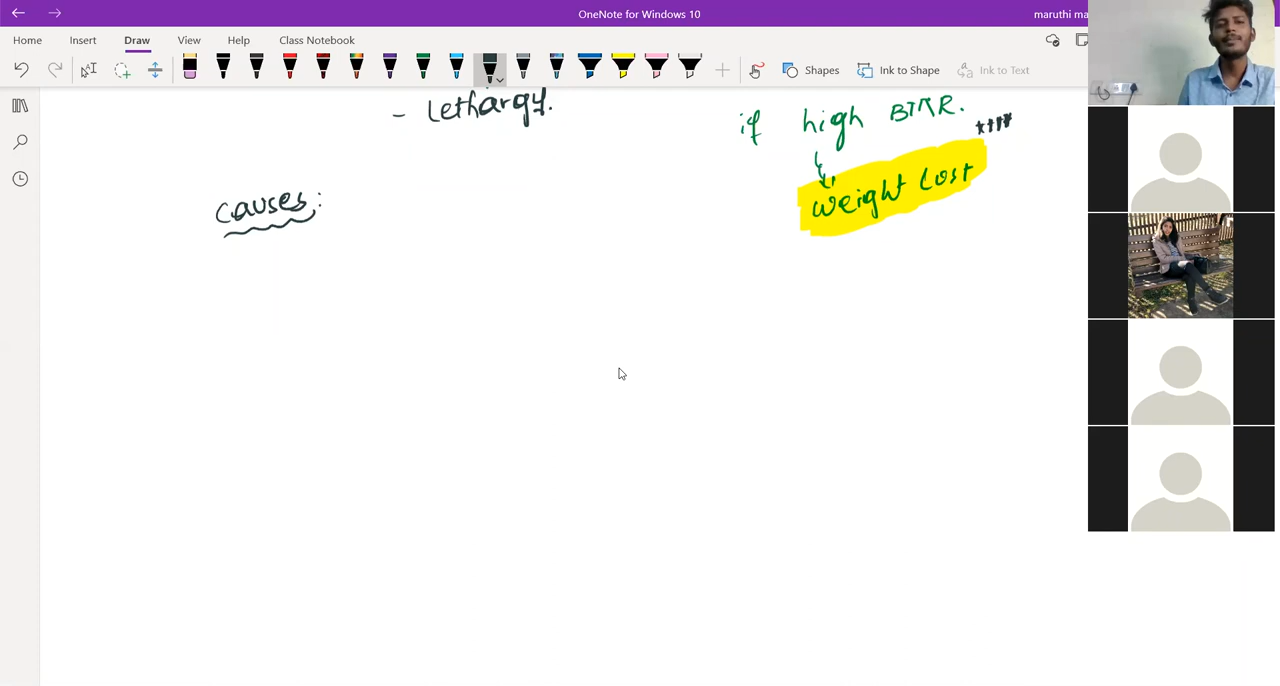 OneNote for Windows 10
maruthi ma
Home Insert Draw View Help Class Notebook
Shapes Ink to Shape Ink to Text
- Lethargy.
if high BMR. ****
weight Lost
causes: